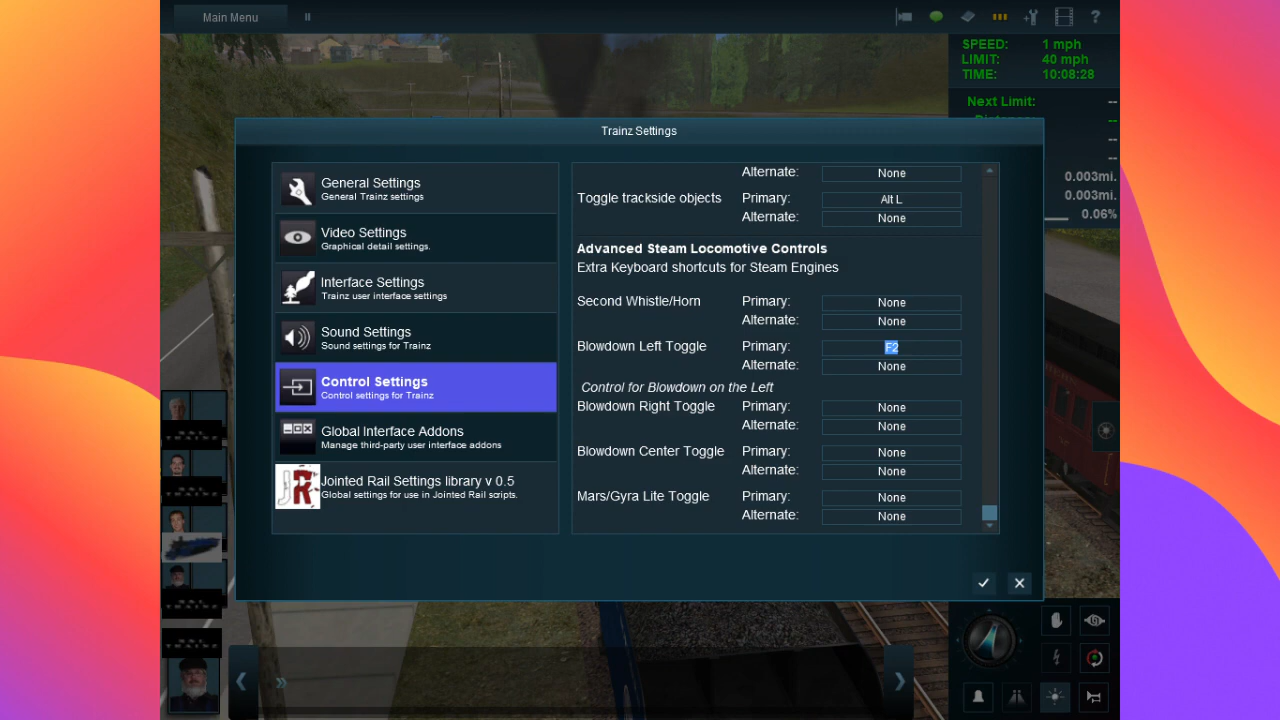 Main Menu
SPEED: 1 mph
LIMIT: 40 mph
TIME: 10:08:28
Next Limit: --
--
--
--
0.003mi.
0.003mi.
0.06%
Trainz Settings
General Settings
General Trainz settings
Video Settings
Graphical detail settings.
Interface Settings
Trainz user interface settings
Sound Settings
Sound settings for Trainz
Control Settings
Control settings for Trainz
Global Interface Addons
Manage third-party user interface addons
JR
Jointed Rail Settings library v 0.5
Global settings for use in Jointed Rail scripts.
Alternate: None
Toggle trackside objects Primary: Alt L
Alternate: None
Advanced Steam Locomotive Controls
Extra Keyboard shortcuts for Steam Engines
Second Whistle/Horn Primary: None
Alternate: None
Blowdown Left Toggle Primary: F2
Alternate: None
Control for Blowdown on the Left
Blowdown Right Toggle Primary: None
Alternate: None
Blowdown Center Toggle Primary: None
Alternate: None
Mars/Gyra Lite Toggle Primary: None
Alternate: None